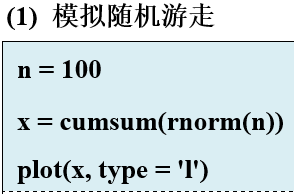 (1) 模拟随机游走
n = 100
x = cumsum(rnorm(n))
plot(x, type = 'l')